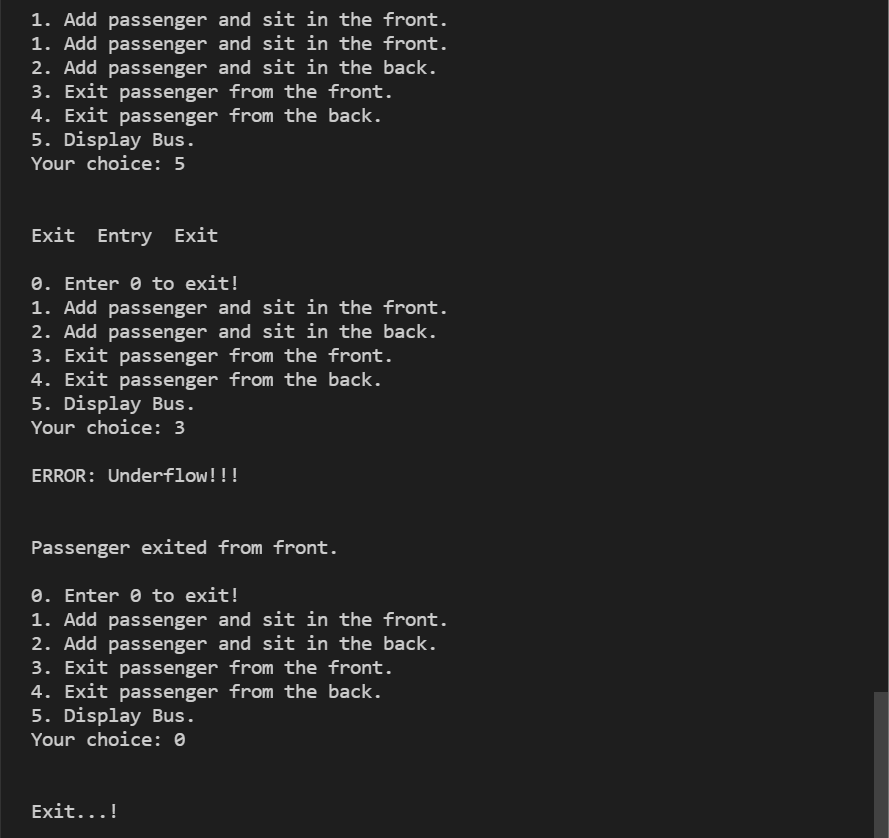 1. Add passenger and sit in the front.
1. Add passenger and sit in the front.
2. Add passenger and sit in the back.
3. Exit passenger from the front.
4. Exit passenger from the back.
5. Display Bus.
Your choice: 5
Exit  Entry  Exit
0. Enter 0 to exit!
1. Add passenger and sit in the front.
2. Add passenger and sit in the back.
3. Exit passenger from the front.
4. Exit passenger from the back.
5. Display Bus.
Your choice: 3
ERROR: Underflow!!!
Passenger exited from front.
0. Enter 0 to exit!
1. Add passenger and sit in the front.
2. Add passenger and sit in the back.
3. Exit passenger from the front.
4. Exit passenger from the back.
5. Display Bus.
Your choice: 0
Exit...!